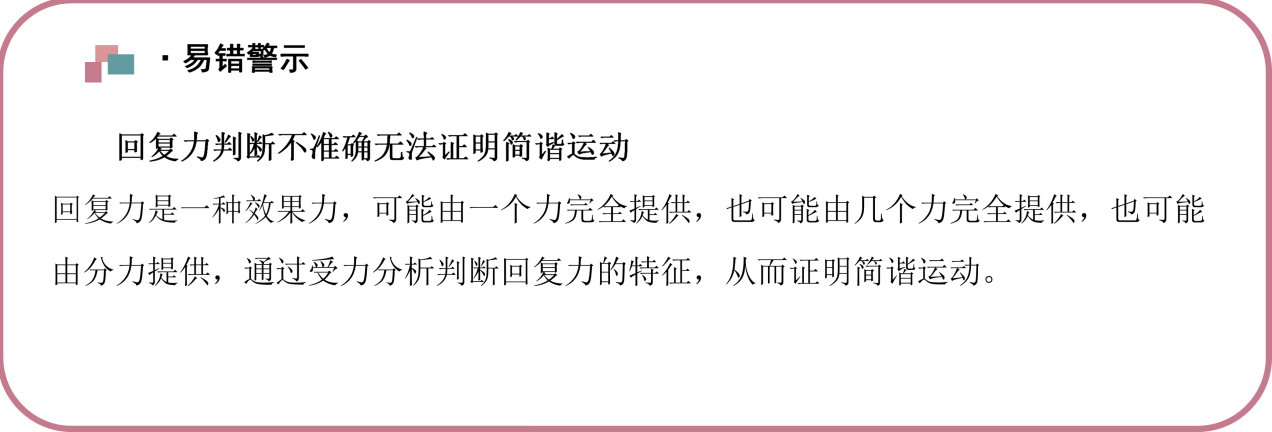 ·易错警示
回复力判断不准确无法证明简谐运动
回复力是一种效果力，可能由一个力完全提供，也可能由几个力完全提供，也可能
由分力提供，通过受力分析判断回复力的特征，从而证明简谐运动。